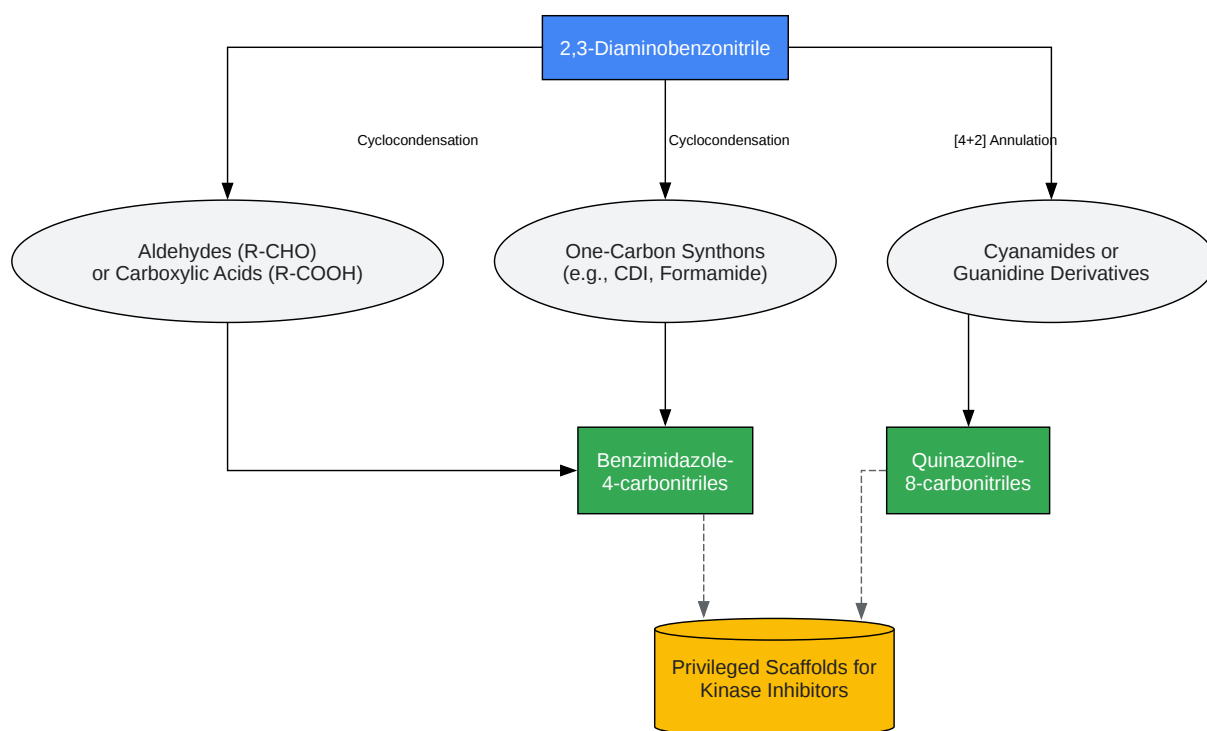 2,3-Diaminobenzonitrile
Cyclocondensation
Cyclocondensation
[4+2] Annulation
Aldehydes (R-CHO)
or Carboxylic Acids (R-COOH)
One-Carbon Synthons
(e.g., CDI, Formamide)
Cyanamides or
Guanidine Derivatives
Benzimidazole-
4-carbonitriles
Quinazoline-
8-carbonitriles
Privileged Scaffolds for
Kinase Inhibitors